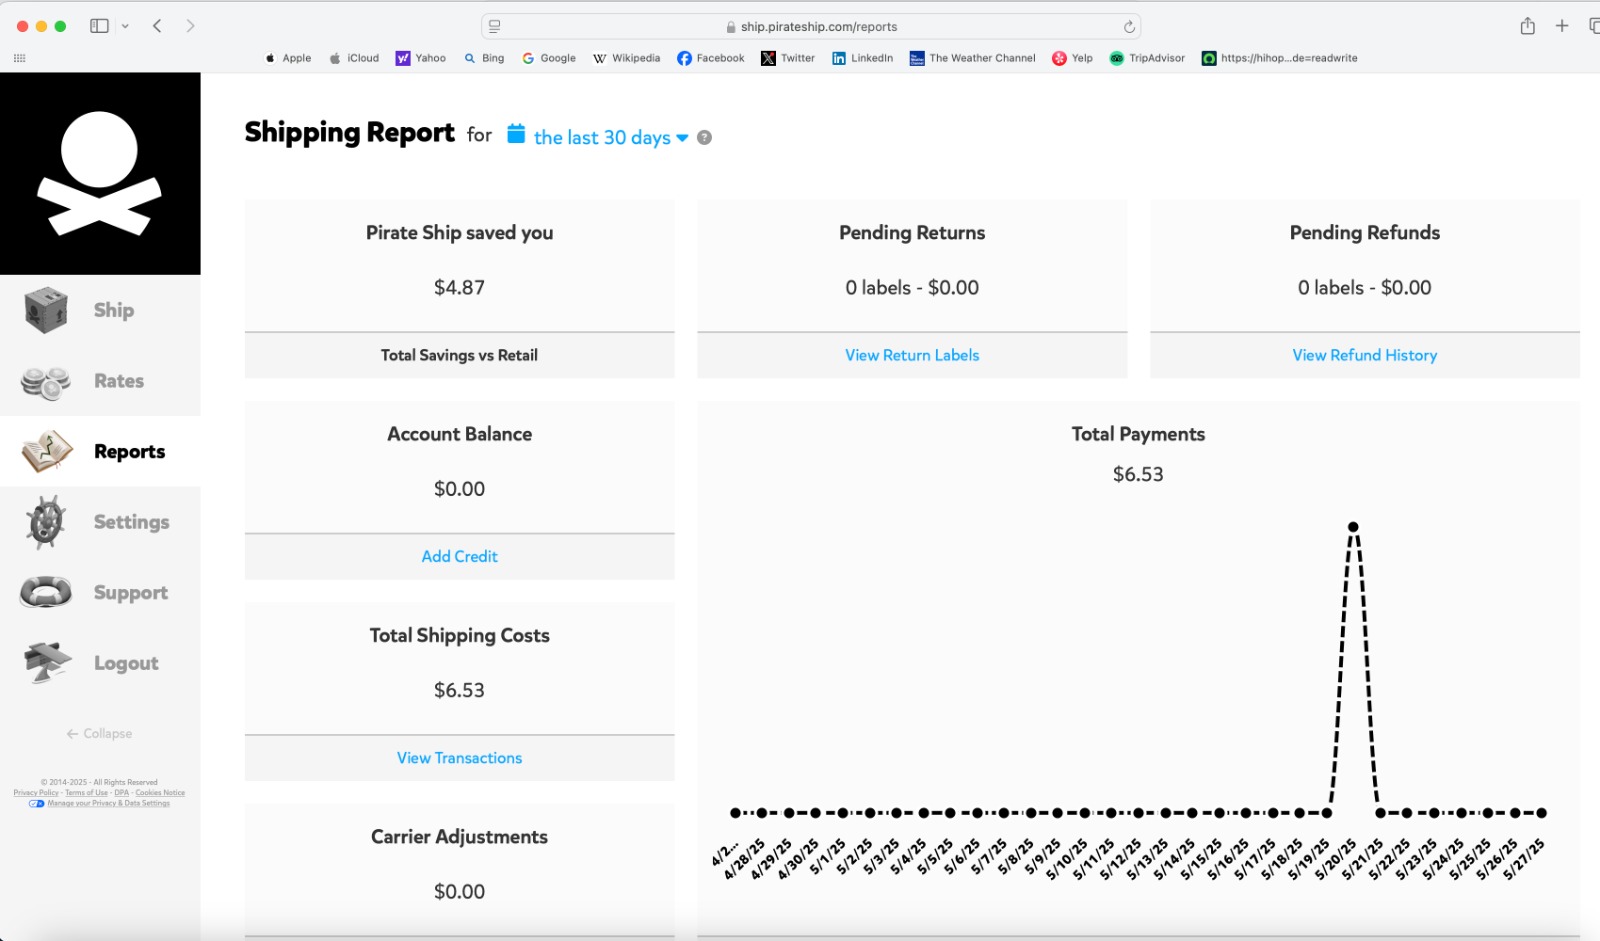 ship.pirateship.com/reports
Apple iCloud Yahoo Bing Google Wikipedia Facebook Twitter LinkedIn The Weather Channel Yelp TripAdvisor https://hihop...de=readwrite
Shipping Report for the last 30 days ?
Ship
Rates
Reports
Settings
Support
Logout
← Collapse
© 2014-2025 - All Rights Reserved
Privacy Policy - Terms of Use - DPA - Cookies Notice
Manage your Privacy & Data Settings
Pirate Ship saved you
$4.87
Total Savings vs Retail
Pending Returns
0 labels - $0.00
View Return Labels
Pending Refunds
0 labels - $0.00
View Refund History
Account Balance
$0.00
Add Credit
Total Shipping Costs
$6.53
View Transactions
Carrier Adjustments
$0.00
Total Payments
$6.53
4/2... 4/28/25 4/29/25 4/30/25 5/1/25 5/2/25 5/3/25 5/4/25 5/5/25 5/6/25 5/7/25 5/8/25 5/9/25 5/10/25 5/11/25 5/12/25 5/13/25 5/14/25 5/15/25 5/16/25 5/17/25 5/18/25 5/19/25 5/20/25 5/21/25 5/22/25 5/23/25 5/24/25 5/25/25 5/26/25 5/27/25